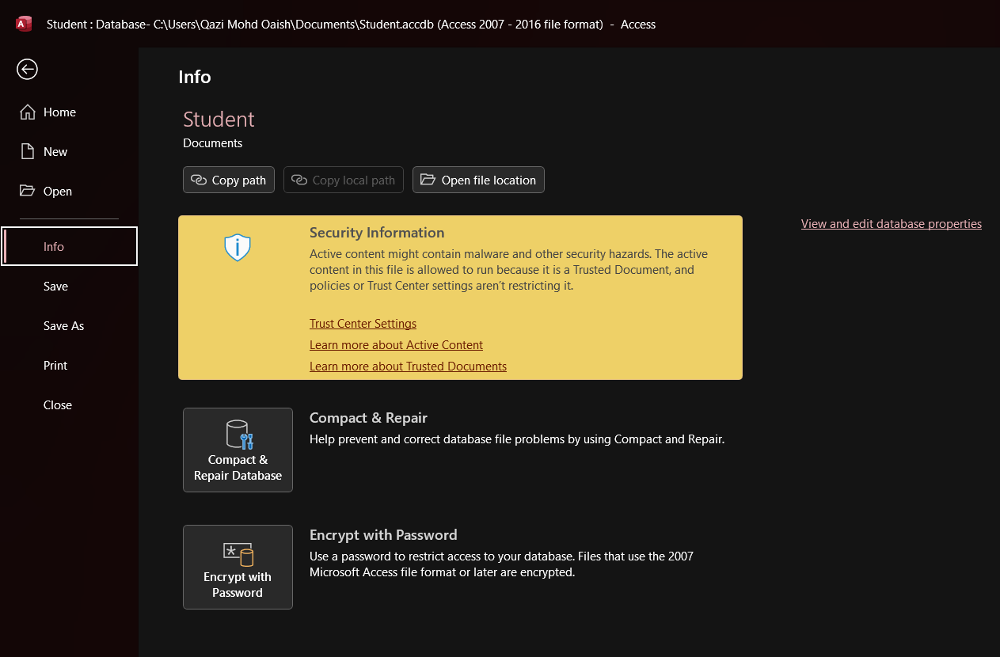 A
Student : Database- C:\Users\Qazi Mohd Oaish\Documents\Student.accdb (Access 2007 - 2016 file format) - Access
Home
New
Open
Info
Save
Save As
Print
Close
Info
Student
Documents
Copy path
Copy local path
Open file location
Security Information
Active content might contain malware and other security hazards. The active
content in this file is allowed to run because it is a Trusted Document, and
policies or Trust Center settings aren't restricting it.
Trust Center Settings
Learn more about Active Content
Learn more about Trusted Documents
View and edit database properties
Compact &
Repair Database
Compact & Repair
Help prevent and correct database file problems by using Compact and Repair.
Encrypt with
Password
Encrypt with Password
Use a password to restrict access to your database. Files that use the 2007
Microsoft Access file format or later are encrypted.